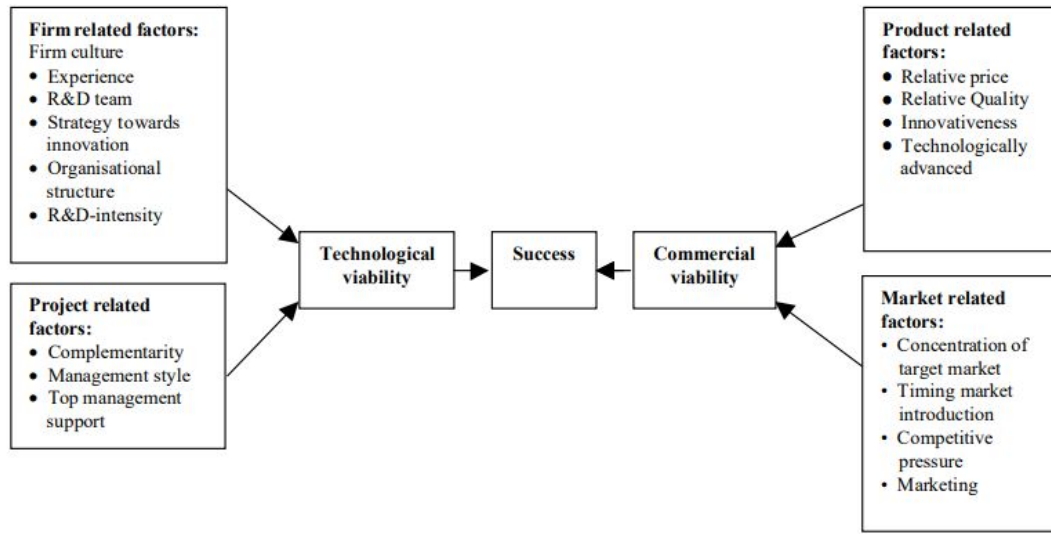 Firm related factors:
Firm culture
• Experience
• R&D team
• Strategy towards
innovation
• Organisational
structure
• R&D-intensity
Project related
factors:
• Complementarity
• Management style
• Top management
support
Technological
viability
Success
Commercial
viability
Product related
factors:
• Relative price
• Relative Quality
• Innovativeness
• Technologically
advanced
Market related
factors:
• Concentration of
target market
• Timing market
introduction
• Competitive
pressure
• Marketing